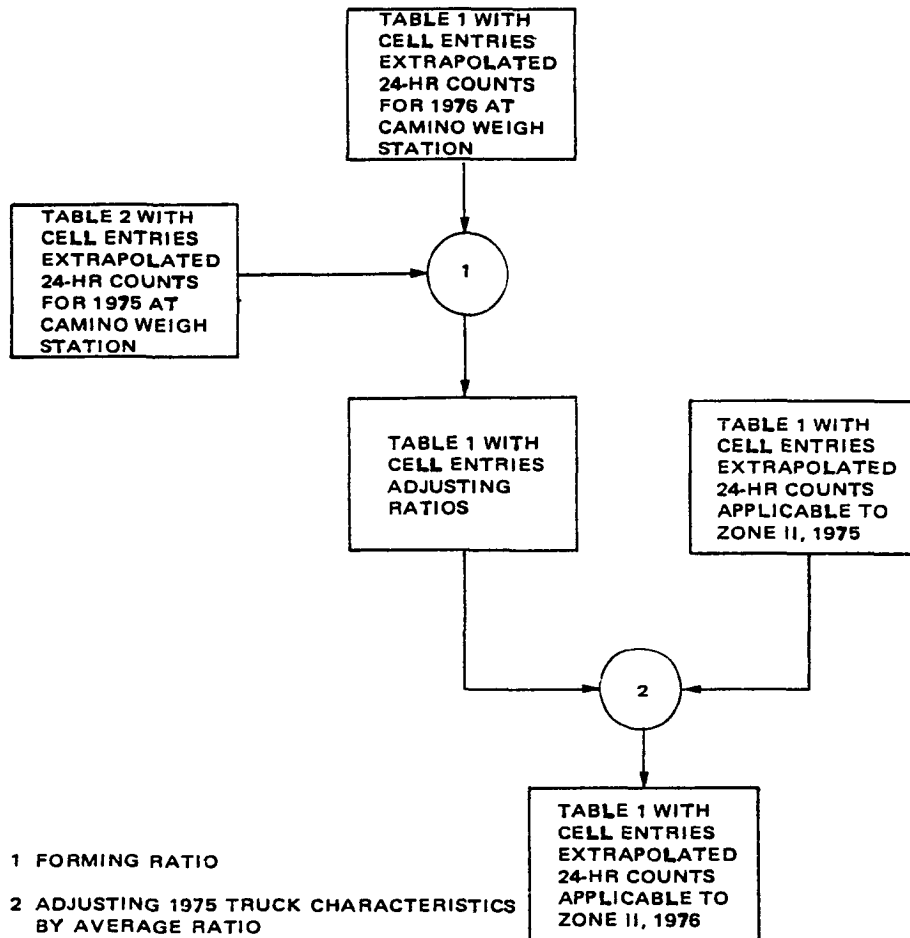 TABLE 1 WITH
CELL ENTRIES
EXTRAPOLATED
24-HR COUNTS
FOR 1976 AT
CAMINO WEIGH
STATION
TABLE 2 WITH
CELL ENTRIES
EXTRAPOLATED
24-HR COUNTS
FOR 1975 AT
CAMINO WEIGH
STATION
1
TABLE 1 WITH
CELL ENTRIES
ADJUSTING
RATIOS
TABLE 1 WITH
CELL ENTRIES
EXTRAPOLATED
24-HR COUNTS
APPLICABLE TO
ZONE II, 1975
2
TABLE 1 WITH
CELL ENTRIES
EXTRAPOLATED
24-HR COUNTS
APPLICABLE TO
ZONE II, 1976
1 FORMING RATIO
2 ADJUSTING 1975 TRUCK CHARACTERISTICS
BY AVERAGE RATIO